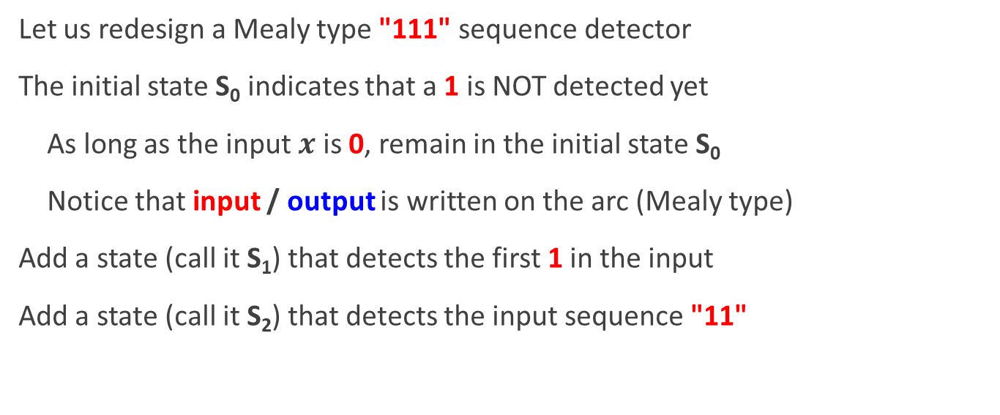 Let us redesign a Mealy type "111" sequence detector
The initial state S₀ indicates that a 1 is NOT detected yet
As long as the input x is 0, remain in the initial state S₀
Notice that input / output is written on the arc (Mealy type)
Add a state (call it S₁) that detects the first 1 in the input
Add a state (call it S₂) that detects the input sequence "11"